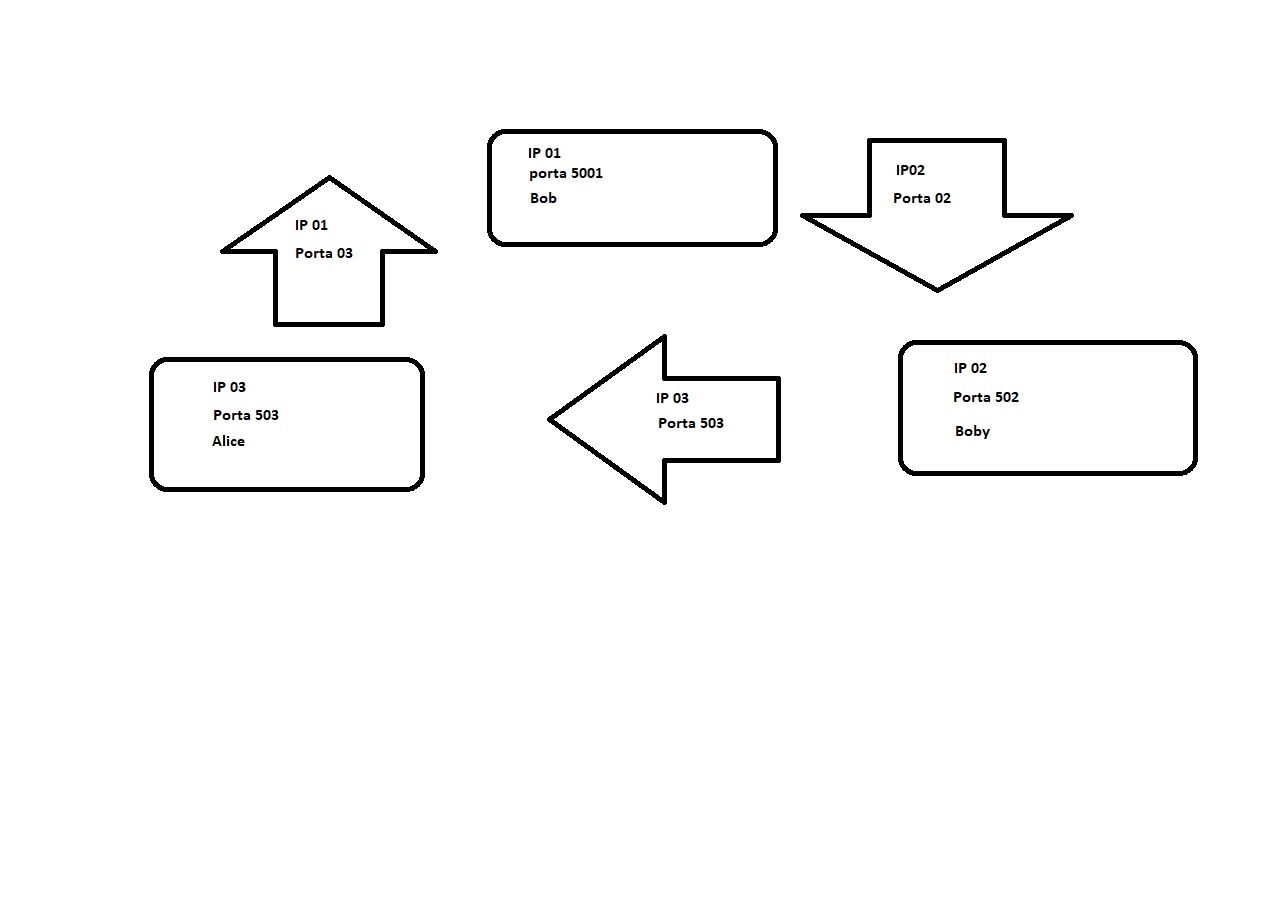 IP 01
porta 5001
Bob
IP02
Porta 02
IP 01
Porta 03
IP 03
Porta 503
Alice
IP 03
Porta 503
IP 02
Porta 502
Boby